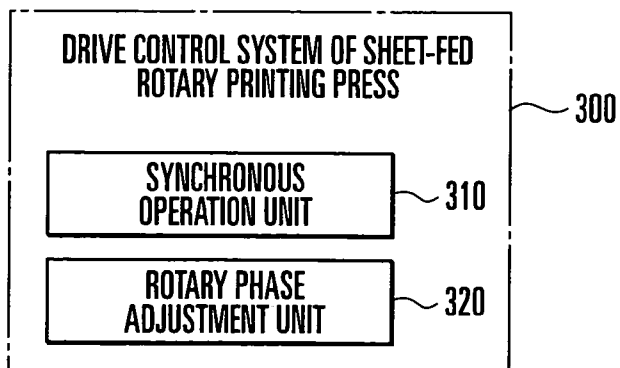 DRIVE CONTROL SYSTEM OF SHEET-FED
ROTARY PRINTING PRESS
300
SYNCHRONOUS
OPERATION UNIT
310
ROTARY PHASE
ADJUSTMENT UNIT
320